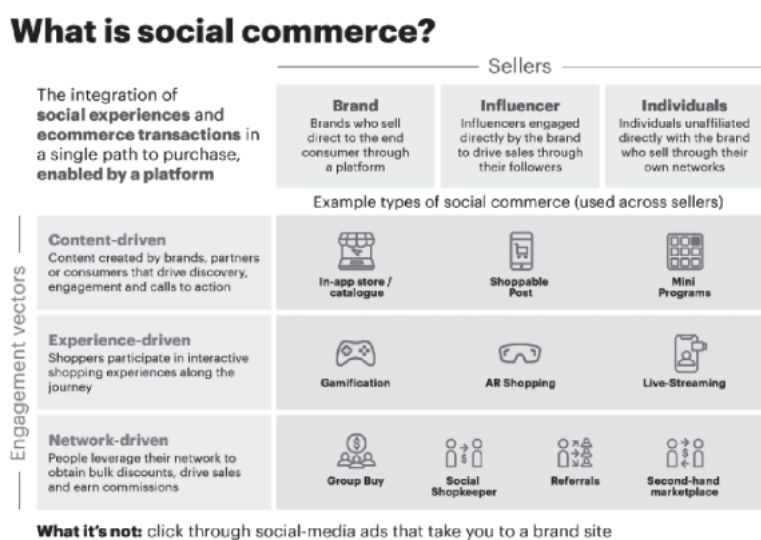 What is social commerce?
Sellers
The integration of
social experiences and
ecommerce transactions in
a single path to purchase,
enabled by a platform
Brand
Brands who sell
direct to the end
consumer through
a platform
Influencer
Influencers engaged
directly by the brand
to drive sales through
their followers
Individuals
Individuals unaffiliated
directly with the brand
who sell through their
own networks
Example types of social commerce (used across sellers)
Engagement vectors
Content-driven
Content created by brands, partners
or consumers that drive discovery,
engagement and calls to action
In-app store /
catalogue
Shoppable
Post
Mini
Programs
Experience-driven
Shoppers participate in interactive
shopping experiences along the
journey
Gamification
AR Shopping
Live-Streaming
Network-driven
People leverage their network to
obtain bulk discounts, drive sales
and earn commissions
Group Buy
Social
Shopkeeper
Referrals
Second-hand
marketplace
What it's not: click through social-media ads that take you to a brand site